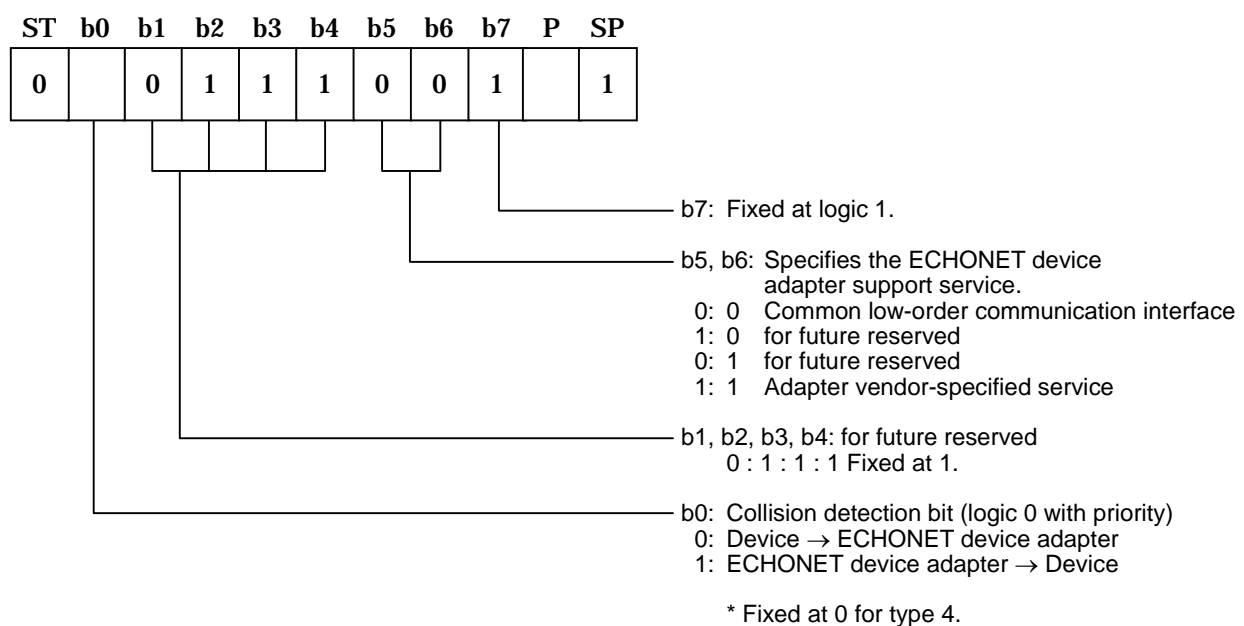 ST b0 b1 b2 b3 b4 b5 b6 b7 P SP
0 0 1 1 1 0 0 1 1
b7: Fixed at logic 1.
b5, b6: Specifies the ECHONET device
adapter support service.
0: 0 Common low-order communication interface
1: 0 for future reserved
0: 1 for future reserved
1: 1 Adapter vendor-specified service
b1, b2, b3, b4: for future reserved
0 : 1 : 1 : 1 Fixed at 1.
b0: Collision detection bit (logic 0 with priority)
0: Device → ECHONET device adapter
1: ECHONET device adapter → Device
* Fixed at 0 for type 4.